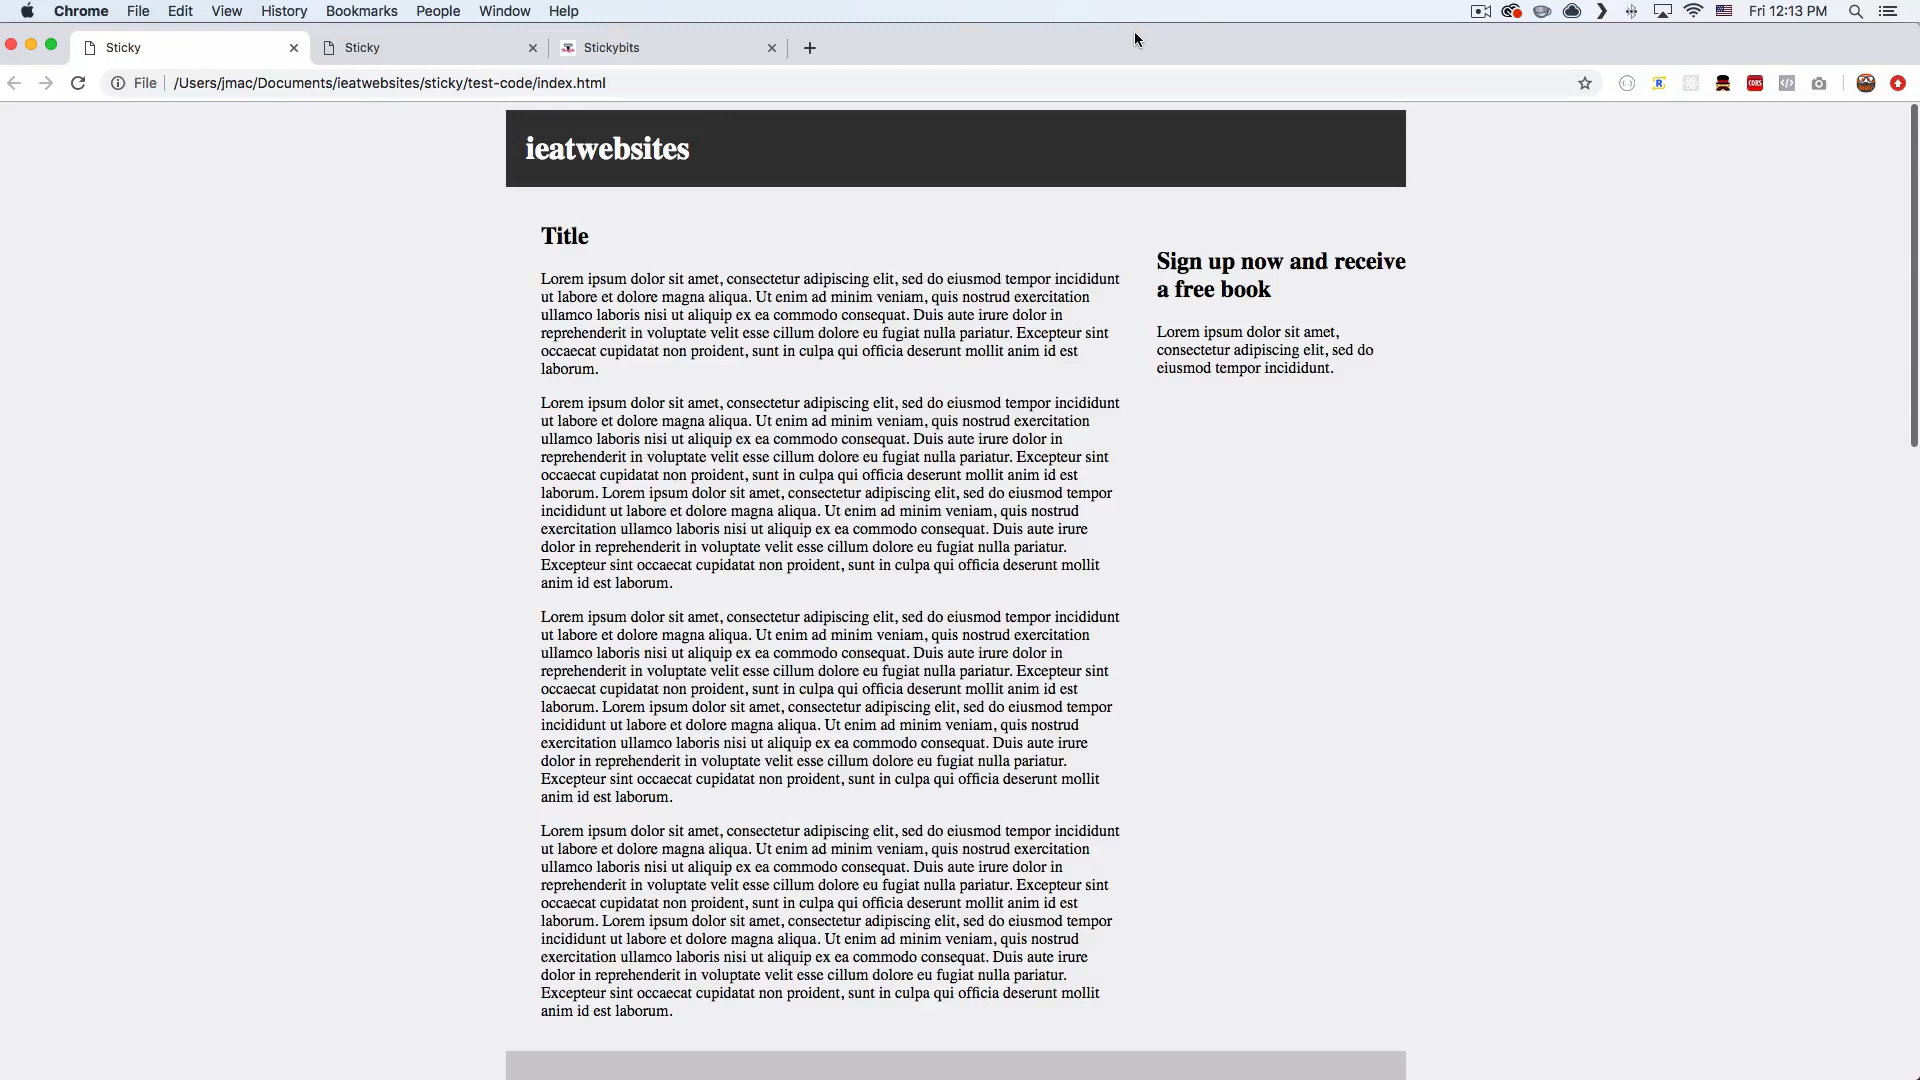 Chrome File Edit View History Bookmarks People Window Help Fri 12:13 PM
Sticky Sticky Stickybits
File /Users/jmac/Documents/ieatwebsites/sticky/test-code/index.html CORS
ieatwebsites
Title
Lorem ipsum dolor sit amet, consectetur adipiscing elit, sed do eiusmod tempor incididunt
ut labore et dolore magna aliqua. Ut enim ad minim veniam, quis nostrud exercitation
ullamco laboris nisi ut aliquip ex ea commodo consequat. Duis aute irure dolor in
reprehenderit in voluptate velit esse cillum dolore eu fugiat nulla pariatur. Excepteur sint
occaecat cupidatat non proident, sunt in culpa qui officia deserunt mollit anim id est
laborum.
Lorem ipsum dolor sit amet, consectetur adipiscing elit, sed do eiusmod tempor incididunt
ut labore et dolore magna aliqua. Ut enim ad minim veniam, quis nostrud exercitation
ullamco laboris nisi ut aliquip ex ea commodo consequat. Duis aute irure dolor in
reprehenderit in voluptate velit esse cillum dolore eu fugiat nulla pariatur. Excepteur sint
occaecat cupidatat non proident, sunt in culpa qui officia deserunt mollit anim id est
laborum. Lorem ipsum dolor sit amet, consectetur adipiscing elit, sed do eiusmod tempor
incididunt ut labore et dolore magna aliqua. Ut enim ad minim veniam, quis nostrud
exercitation ullamco laboris nisi ut aliquip ex ea commodo consequat. Duis aute irure
dolor in reprehenderit in voluptate velit esse cillum dolore eu fugiat nulla pariatur.
Excepteur sint occaecat cupidatat non proident, sunt in culpa qui officia deserunt mollit
anim id est laborum.
Lorem ipsum dolor sit amet, consectetur adipiscing elit, sed do eiusmod tempor incididunt
ut labore et dolore magna aliqua. Ut enim ad minim veniam, quis nostrud exercitation
ullamco laboris nisi ut aliquip ex ea commodo consequat. Duis aute irure dolor in
reprehenderit in voluptate velit esse cillum dolore eu fugiat nulla pariatur. Excepteur sint
occaecat cupidatat non proident, sunt in culpa qui officia deserunt mollit anim id est
laborum. Lorem ipsum dolor sit amet, consectetur adipiscing elit, sed do eiusmod tempor
incididunt ut labore et dolore magna aliqua. Ut enim ad minim veniam, quis nostrud
exercitation ullamco laboris nisi ut aliquip ex ea commodo consequat. Duis aute irure
dolor in reprehenderit in voluptate velit esse cillum dolore eu fugiat nulla pariatur.
Excepteur sint occaecat cupidatat non proident, sunt in culpa qui officia deserunt mollit
anim id est laborum.
Lorem ipsum dolor sit amet, consectetur adipiscing elit, sed do eiusmod tempor incididunt
ut labore et dolore magna aliqua. Ut enim ad minim veniam, quis nostrud exercitation
ullamco laboris nisi ut aliquip ex ea commodo consequat. Duis aute irure dolor in
reprehenderit in voluptate velit esse cillum dolore eu fugiat nulla pariatur. Excepteur sint
occaecat cupidatat non proident, sunt in culpa qui officia deserunt mollit anim id est
laborum. Lorem ipsum dolor sit amet, consectetur adipiscing elit, sed do eiusmod tempor
incididunt ut labore et dolore magna aliqua. Ut enim ad minim veniam, quis nostrud
exercitation ullamco laboris nisi ut aliquip ex ea commodo consequat. Duis aute irure
dolor in reprehenderit in voluptate velit esse cillum dolore eu fugiat nulla pariatur.
Excepteur sint occaecat cupidatat non proident, sunt in culpa qui officia deserunt mollit
anim id est laborum.
Sign up now and receive
a free book
Lorem ipsum dolor sit amet,
consectetur adipiscing elit, sed do
eiusmod tempor incididunt.